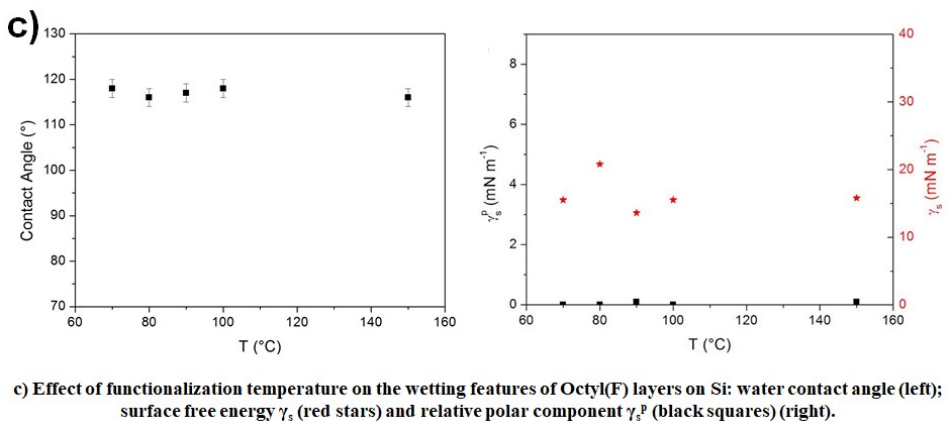 c)
130
120
110
100
90
80
70
60 80 100 120 140 160
Contact Angle (°)
T (°C)
8
6
4
2
0
60 80 100 120 140 160
γₛᵖ (mN m⁻¹)
T (°C)
40
30
20
10
0
γₛ (mN m⁻¹)
c) Effect of functionalization temperature on the wetting features of Octyl(F) layers on Si: water contact angle (left);
surface free energy γₛ (red stars) and relative polar component γₛᵖ (black squares) (right).